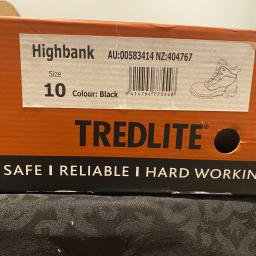 Highbank AU:00583414 NZ:404767
Size
10 Colour: Black
TREDLITE
SAFE | RELIABLE | HARD WORKIN